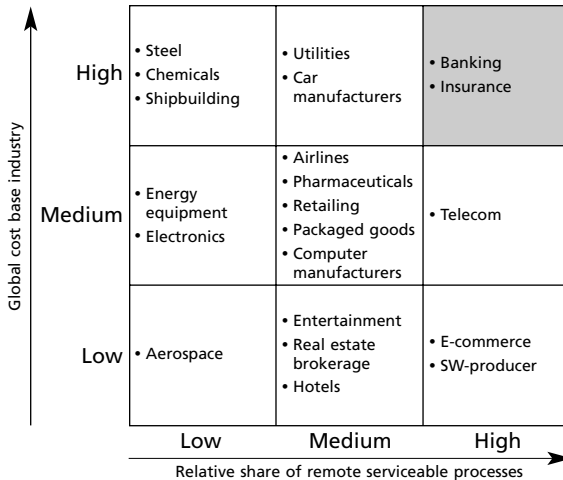 Global cost base industry
High
• Steel
• Chemicals
• Shipbuilding
• Utilities
• Car
manufacturers
• Banking
• Insurance
Medium
• Energy
equipment
• Electronics
• Airlines
• Pharmaceuticals
• Retailing
• Packaged goods
• Computer
manufacturers
• Telecom
Low
• Aerospace
• Entertainment
• Real estate
brokerage
• Hotels
• E-commerce
• SW-producer
Low
Medium
High
Relative share of remote serviceable processes